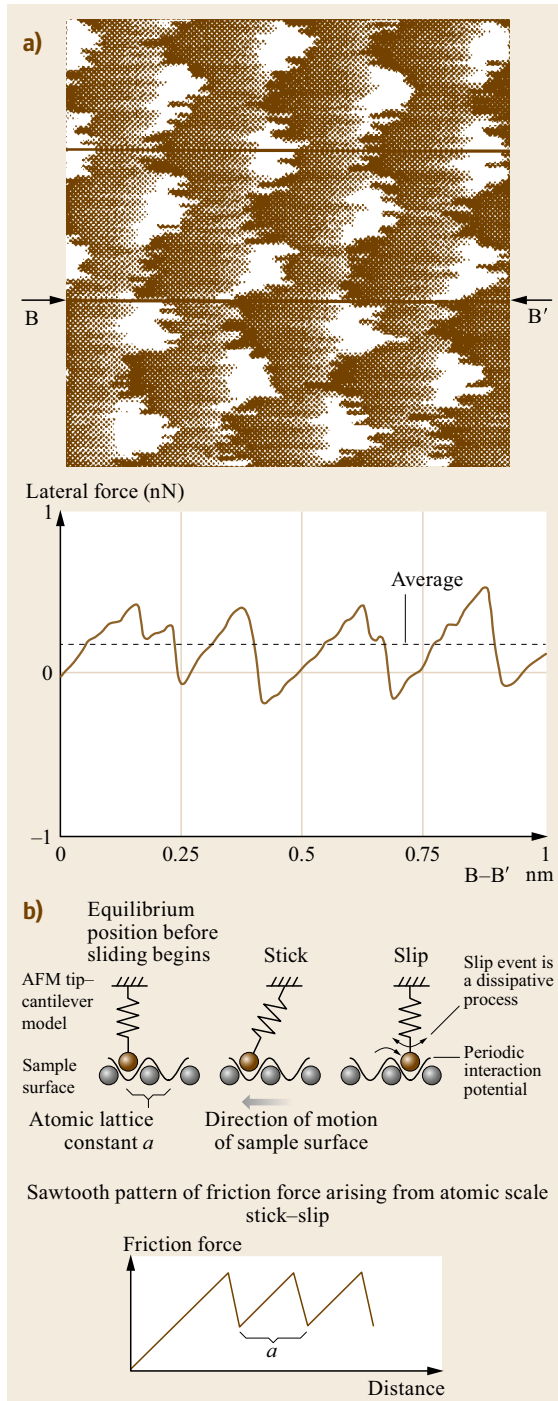 a)
B
B′
Lateral force (nN)
1
Average
0
−1
0
0.25
0.5
0.75
1
B–B′ nm
b)
Equilibrium
position before
sliding begins
Stick
Slip
AFM tip–
cantilever
model
Slip event is
a dissipative
process
Sample
surface
Periodic
interaction
potential
Atomic lattice
constant a
Direction of motion
of sample surface
Sawtooth pattern of friction force arising from atomic scale
stick–slip
Friction force
a
Distance